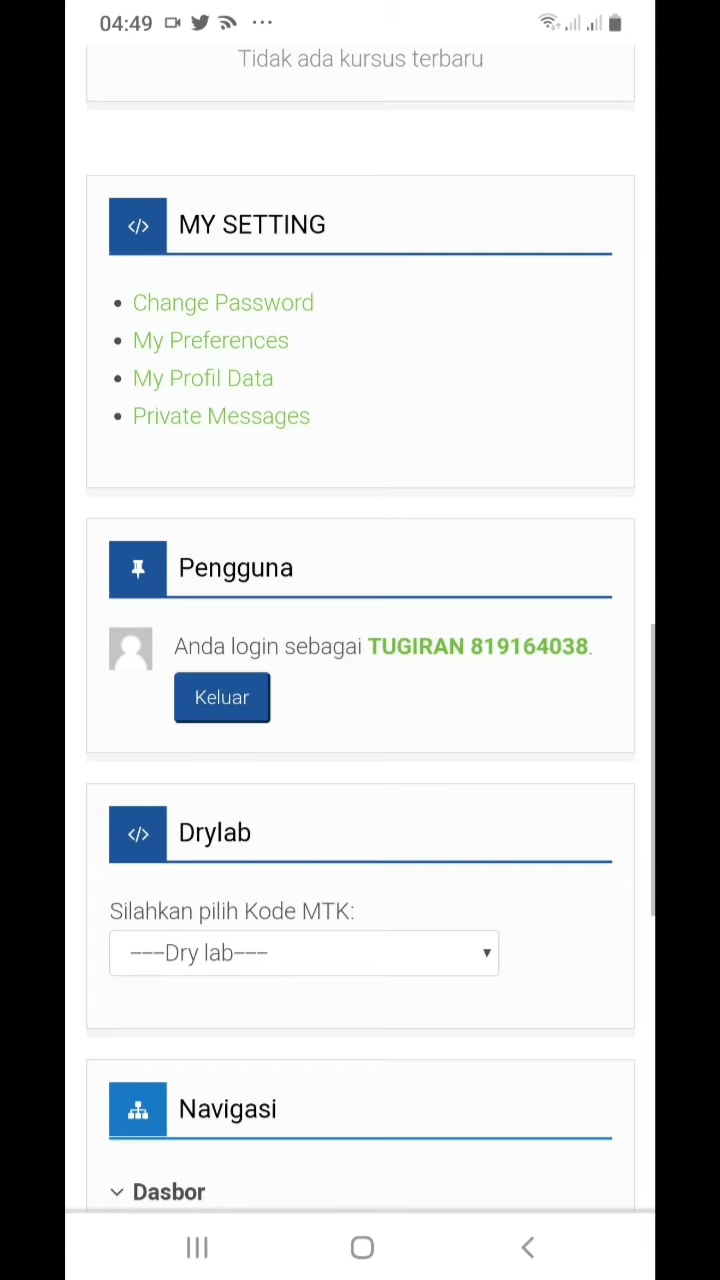 04:49
Tidak ada kursus terbaru
MY SETTING
Change Password
My Preferences
My Profil Data
Private Messages
Pengguna
Anda login sebagai TUGIRAN 819164038.
Keluar
Drylab
Silahkan pilih Kode MTK:
---Dry lab---
Navigasi
Dasbor